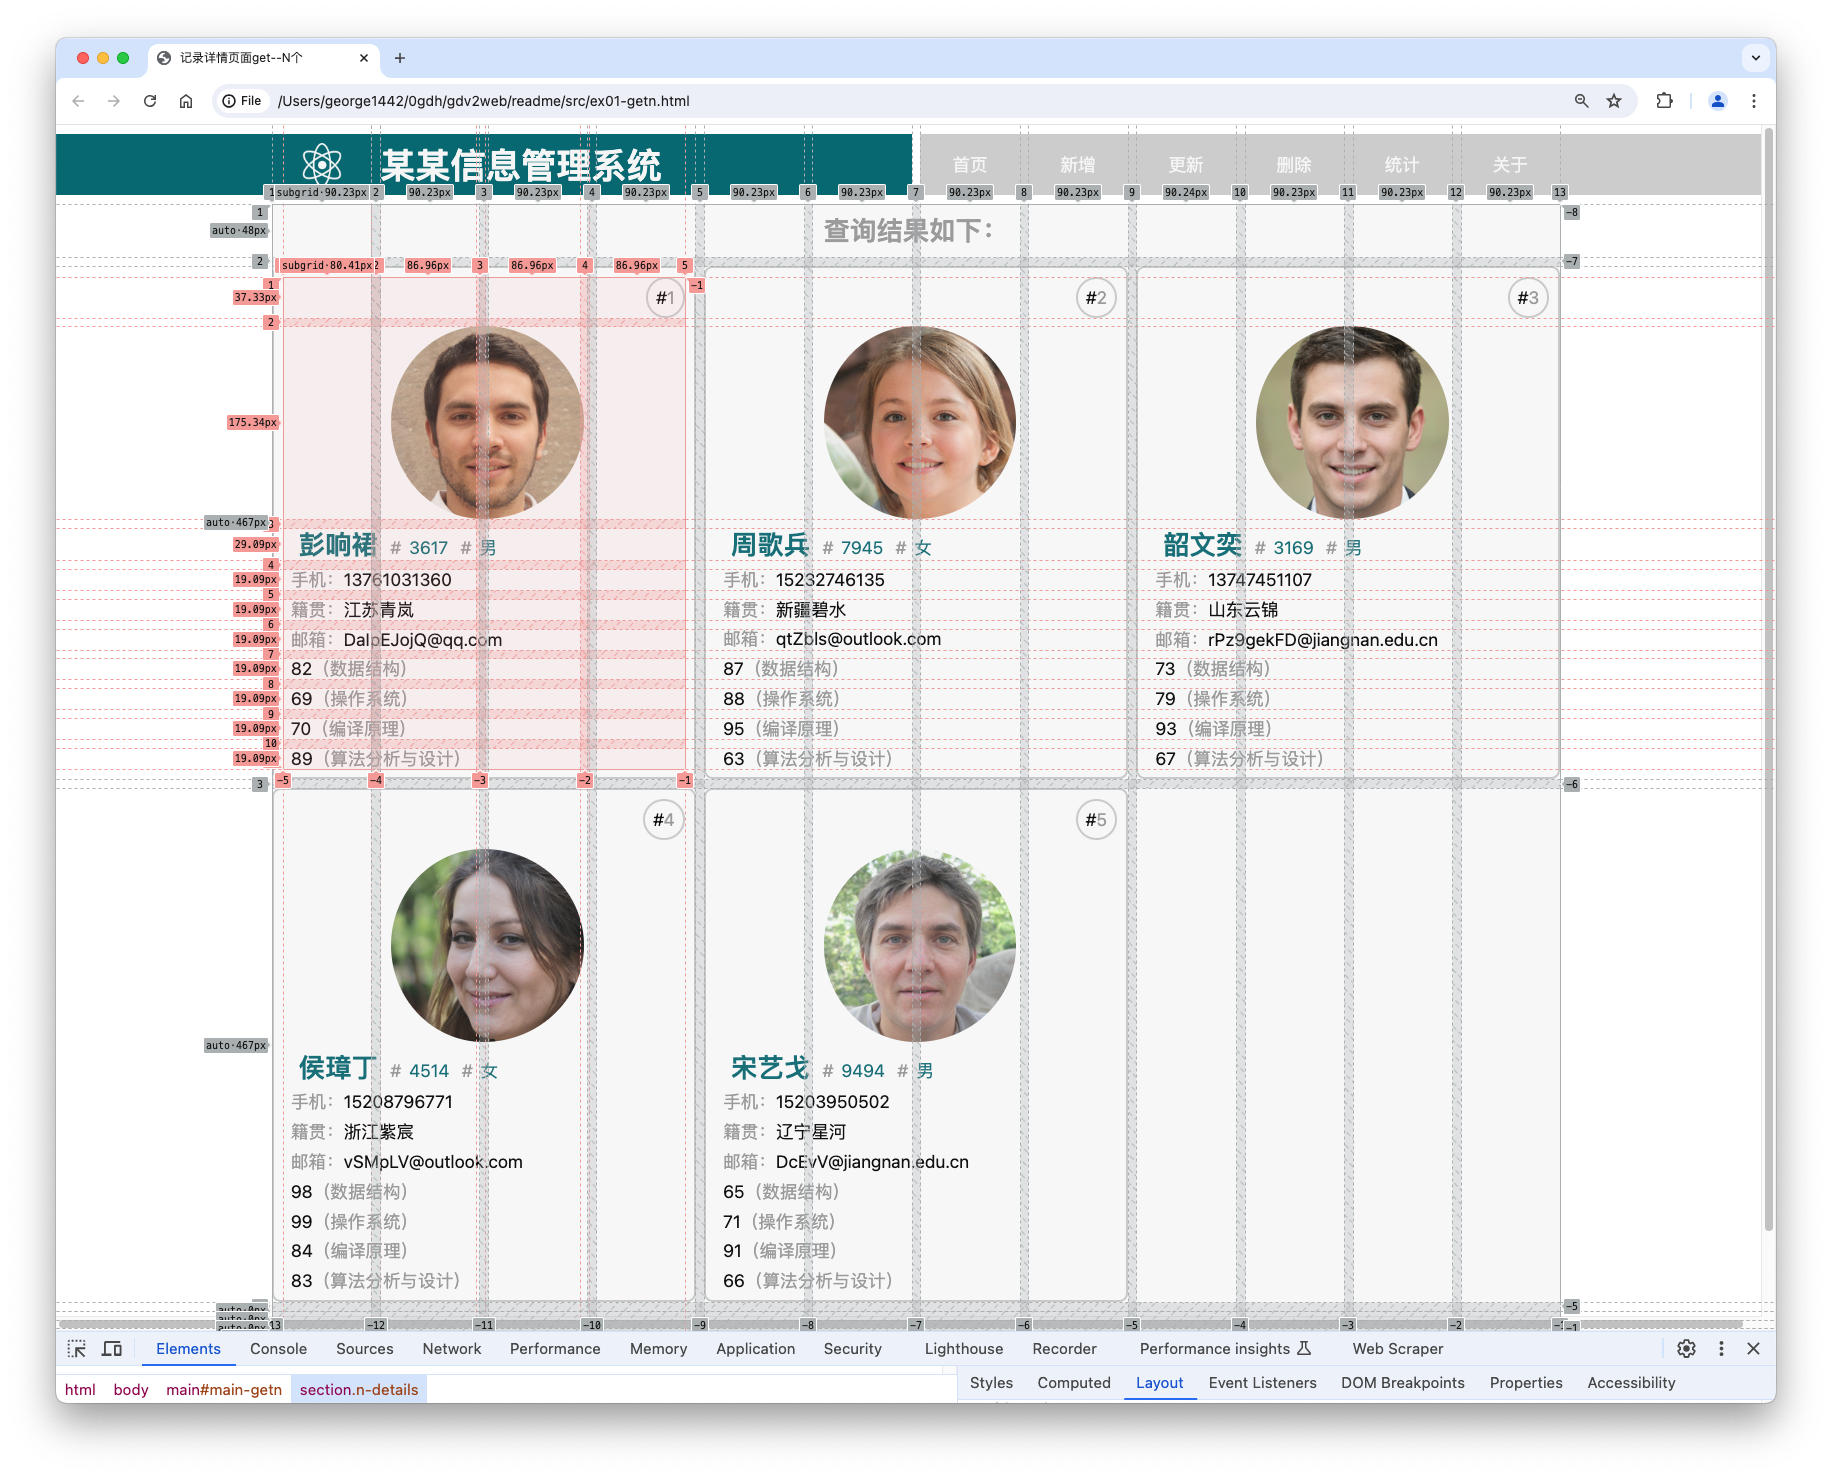 记录详情页面get--N个
File /Users/george1442/0gdh/gdv2web/readme/src/ex01-getn.html
某某信息管理系统 首页 新增 更新 删除 统计 关于
1 subgrid·90.23px 2 90.23px 3 90.23px 4 90.23px 5 90.23px 6 90.23px 7 90.23px 8 90.23px 9 90.24px 10 90.23px 11 90.23px 12 90.23px 13
1 -8
auto·48px 查询结果如下：
2 -7
subgrid·80.41px 2 86.96px 3 86.96px 4 86.96px 5
1 -1
37.33px #1 #2 #3
2
175.34px
auto·467px 3
29.09px 彭响裙 # 3617 # 男 周歌兵 # 7945 # 女 韶文奕 # 3169 # 男
4
19.09px 手机：13761031360 手机：15232746135 手机：13747451107
5
19.09px 籍贯：江苏青岚 籍贯：新疆碧水 籍贯：山东云锦
6
19.09px 邮箱：DalpEJojQ@qq.com 邮箱：qtZbls@outlook.com 邮箱：rPz9gekFD@jiangnan.edu.cn
7
19.09px 82（数据结构） 87（数据结构） 73（数据结构）
8
19.09px 69（操作系统） 88（操作系统） 79（操作系统）
9
19.09px 70（编译原理） 95（编译原理） 93（编译原理）
10
19.09px 89（算法分析与设计） 63（算法分析与设计） 67（算法分析与设计）
3 -5 -4 -3 -2 -1 -6
#4 #5
auto·467px
侯璋丁 # 4514 # 女 宋艺戈 # 9494 # 男
手机：15208796771 手机：15203950502
籍贯：浙江紫宸 籍贯：辽宁星河
邮箱：vSMpLV@outlook.com 邮箱：DcEvV@jiangnan.edu.cn
98（数据结构） 65（数据结构）
99（操作系统） 71（操作系统）
84（编译原理） 91（编译原理）
83（算法分析与设计） 66（算法分析与设计）
auto·0px -5
auto·0px
auto·0px 13 -12 -11 -10 -9 -8 -7 -6 -5 -4 -3 -2 -1
Elements Console Sources Network Performance Memory Application Security Lighthouse Recorder Performance insights Web Scraper
html body main#main-getn section.n-details
Styles Computed Layout Event Listeners DOM Breakpoints Properties Accessibility